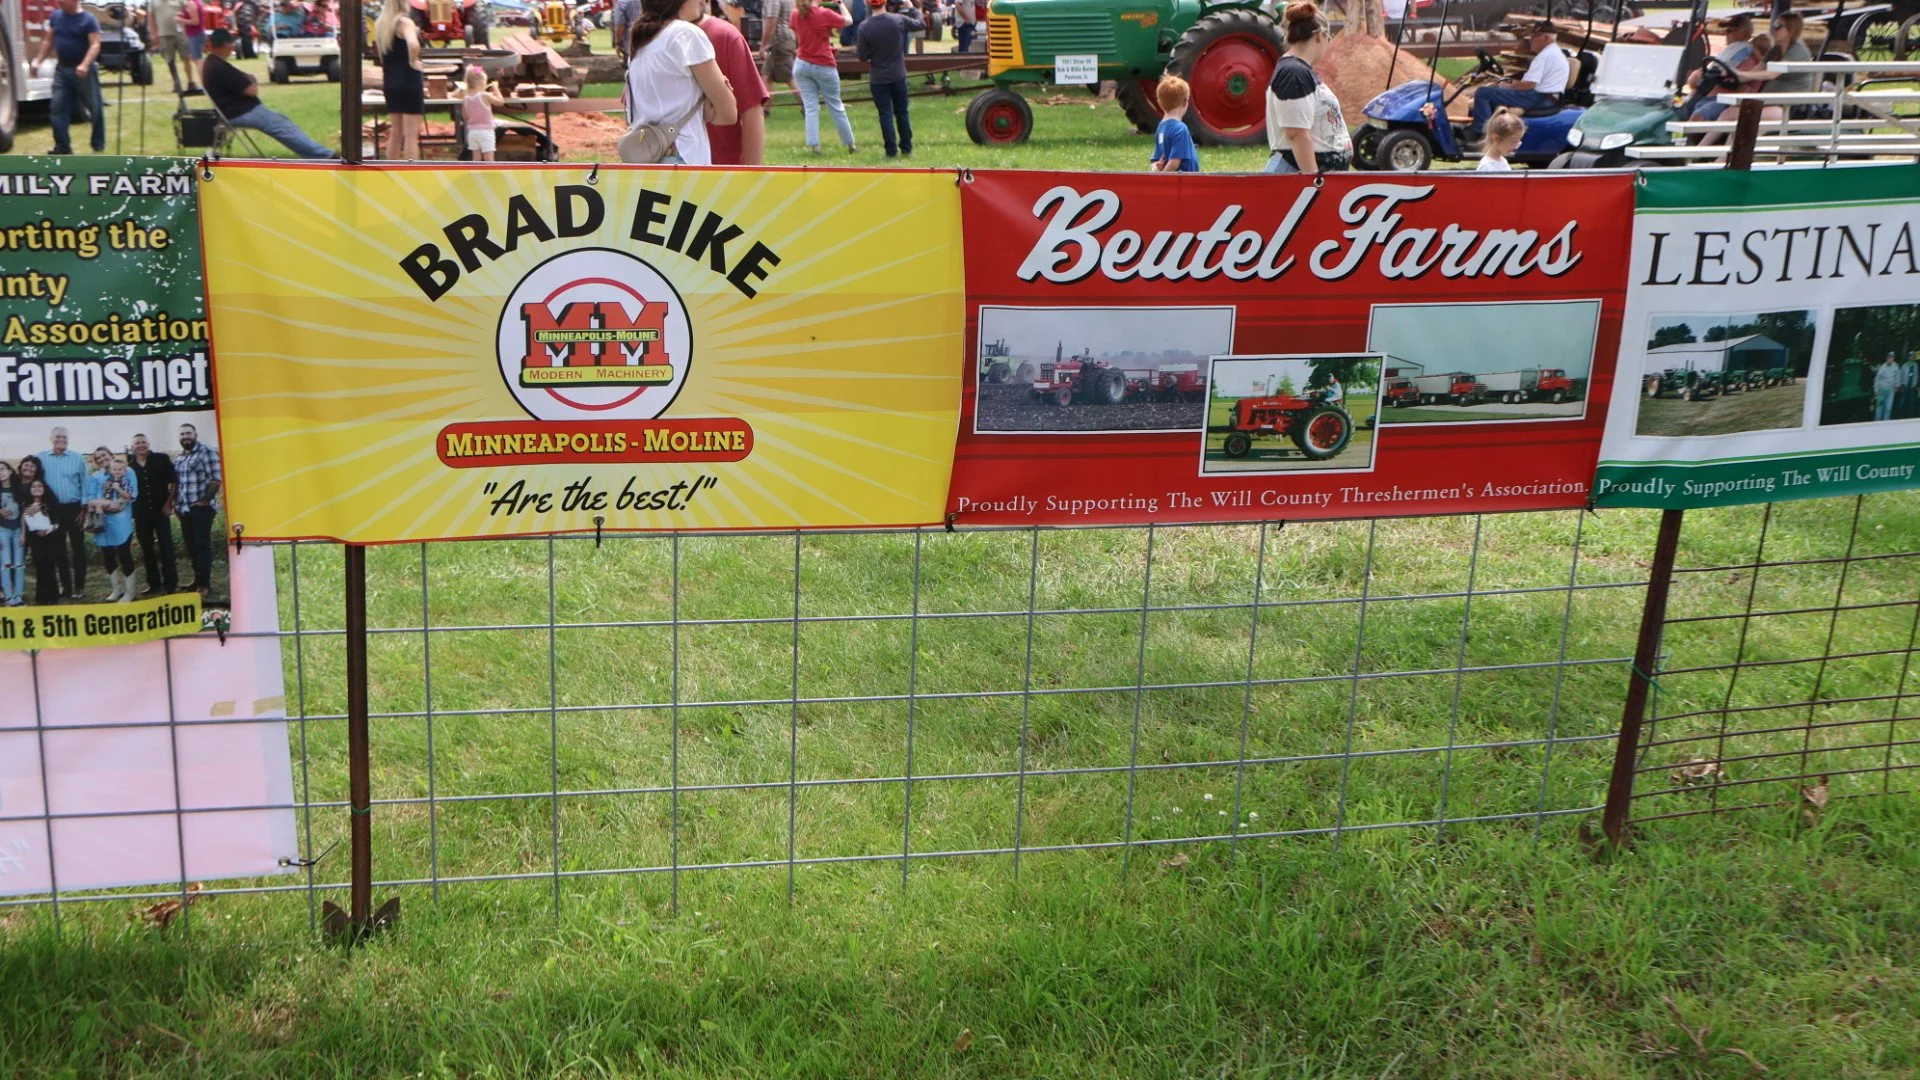 MILY FARM
orting the
unty
Association
Farms.net
th & 5th Generation
BRAD EIKE
MM
MINNEAPOLIS-MOLINE
MODERN MACHINERY
MINNEAPOLIS-MOLINE
"Are the best!"
Beutel Farms
Proudly Supporting The Will County Threshermen's Association.
LESTINA
Proudly Supporting The Will County